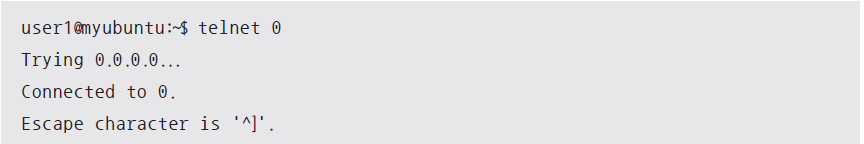 user1@myubuntu:~$ telnet 0
Trying 0.0.0.0...
Connected to 0.
Escape character is '^]'.